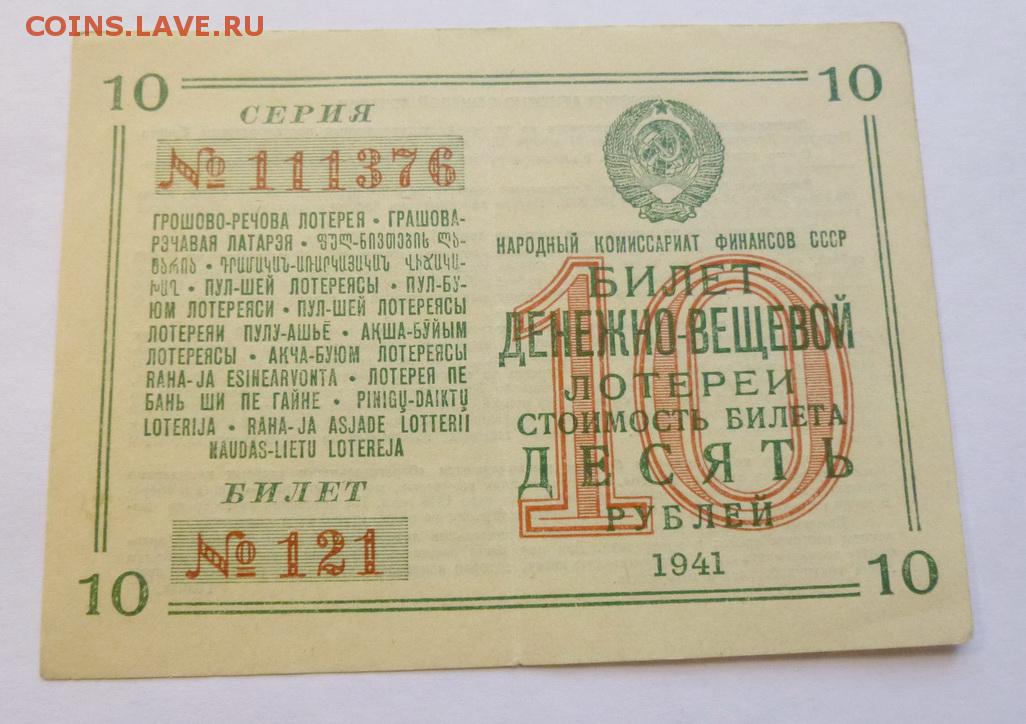 COINS.LAVE.RU
10
10
СЕРИЯ
№ 111376
ГРОШОВО-РЕЧОВА ЛОТЕРЕЯ • ГРАШОВА-
РЭЧАВАЯ ЛАТАРЭЯ • ՓՈՒԼ-
ПУЛ-ШЕЙ ЛОТЕРЕЯСЫ • ПУЛ-БУ-
ЮМ ЛОТЕРЕЯСИ • ПУЛ-ШЕЙ ЛОТЕРЕЯСЫ
ЛОТЕРЕЯИ ПУЛУ-АШЬЁ • АҚША-БҰЙЫМ
ЛОТЕРЕЯСЫ • АКЧА-БУЮМ ЛОТЕРЕЯСЫ
RAHA-JA ESINEARVONTA • ЛОТЕРЕЯ ПЕ
БАНЬ ШИ ПЕ ГАЙНЕ • PINIGŲ-DAIKTŲ
LOTERIJA • RAHA-JA ASJADE LOTTERII
NAUDAS-LIETU LOTEREJA
БИЛЕТ
№ 121
НАРОДНЫЙ КОМИССАРИАТ ФИНАНСОВ СССР
10
БИЛЕТ
ДЕНЕЖНО-ВЕЩЕВОЙ
ЛОТЕРЕИ
СТОИМОСТЬ БИЛЕТА
ДЕСЯТЬ
РУБЛЕЙ
1941
10
10